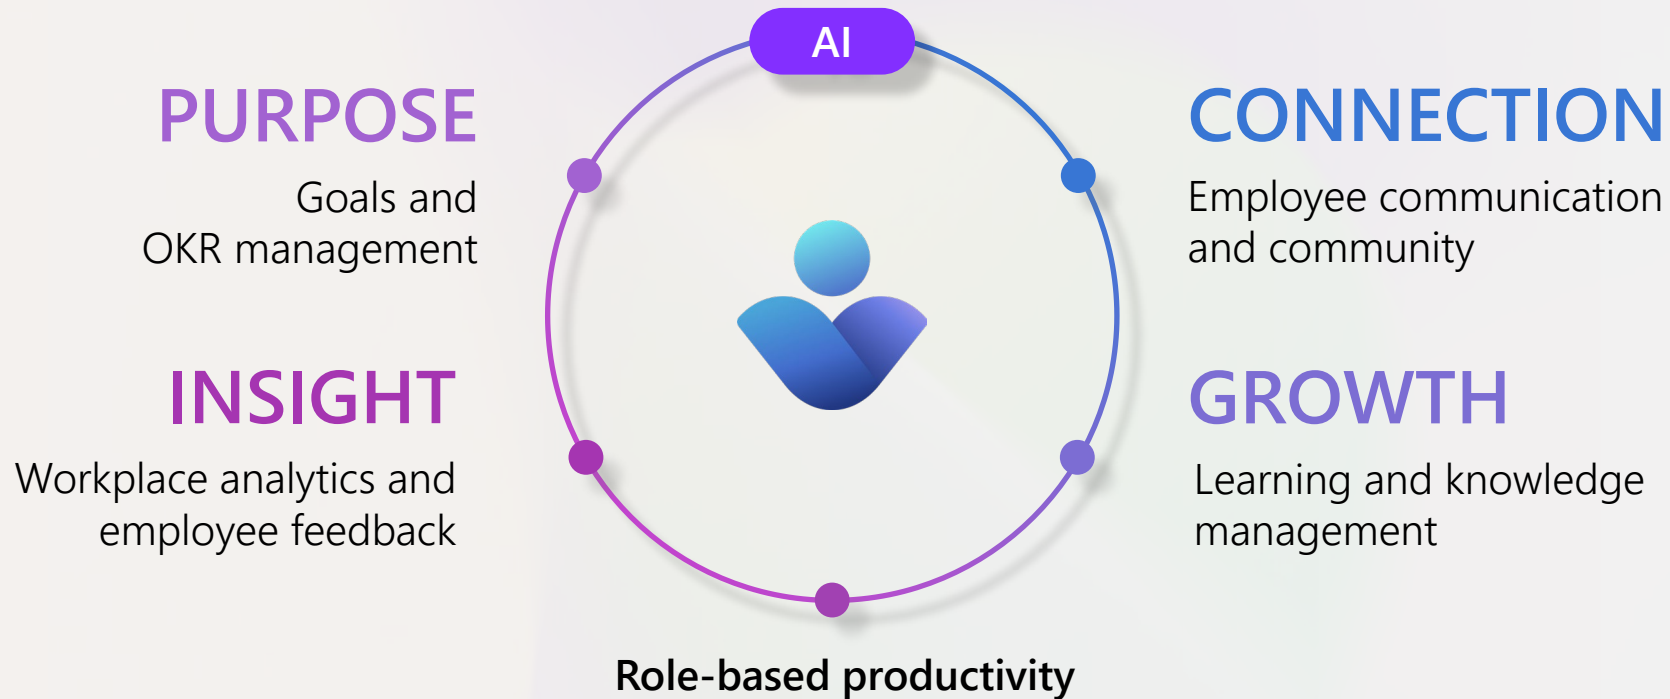 AI
PURPOSE
Goals and
OKR management
CONNECTION
Employee communication
and community
INSIGHT
Workplace analytics and
employee feedback
GROWTH
Learning and knowledge
management
Role-based productivity